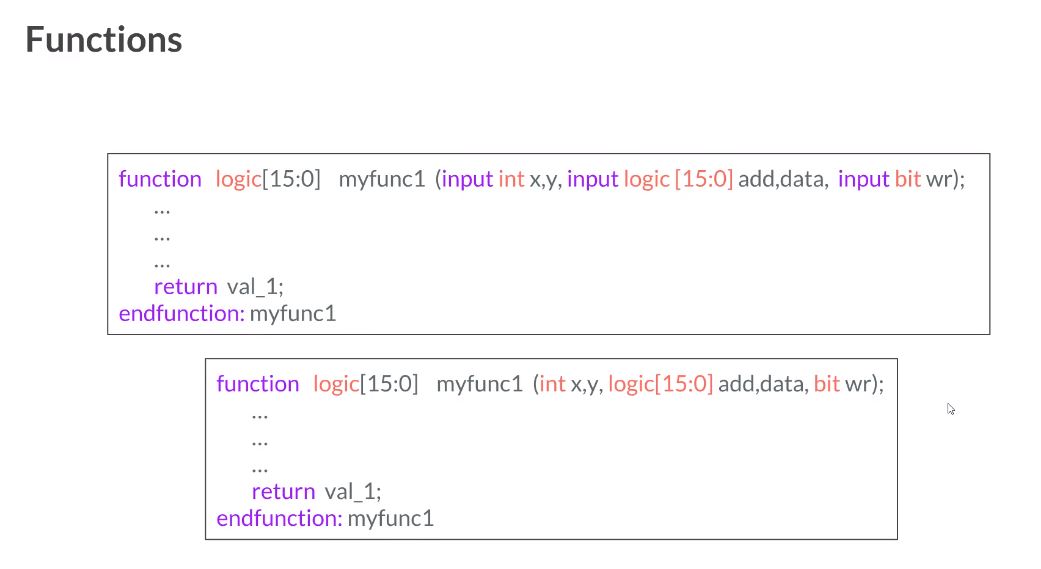 Functions
function logic[15:0] myfunc1 (input int x,y, input logic [15:0] add,data, input bit wr);
...
...
...
return val_1;
endfunction: myfunc1
function logic[15:0] myfunc1 (int x,y, logic[15:0] add,data, bit wr);
...
...
...
return val_1;
endfunction: myfunc1